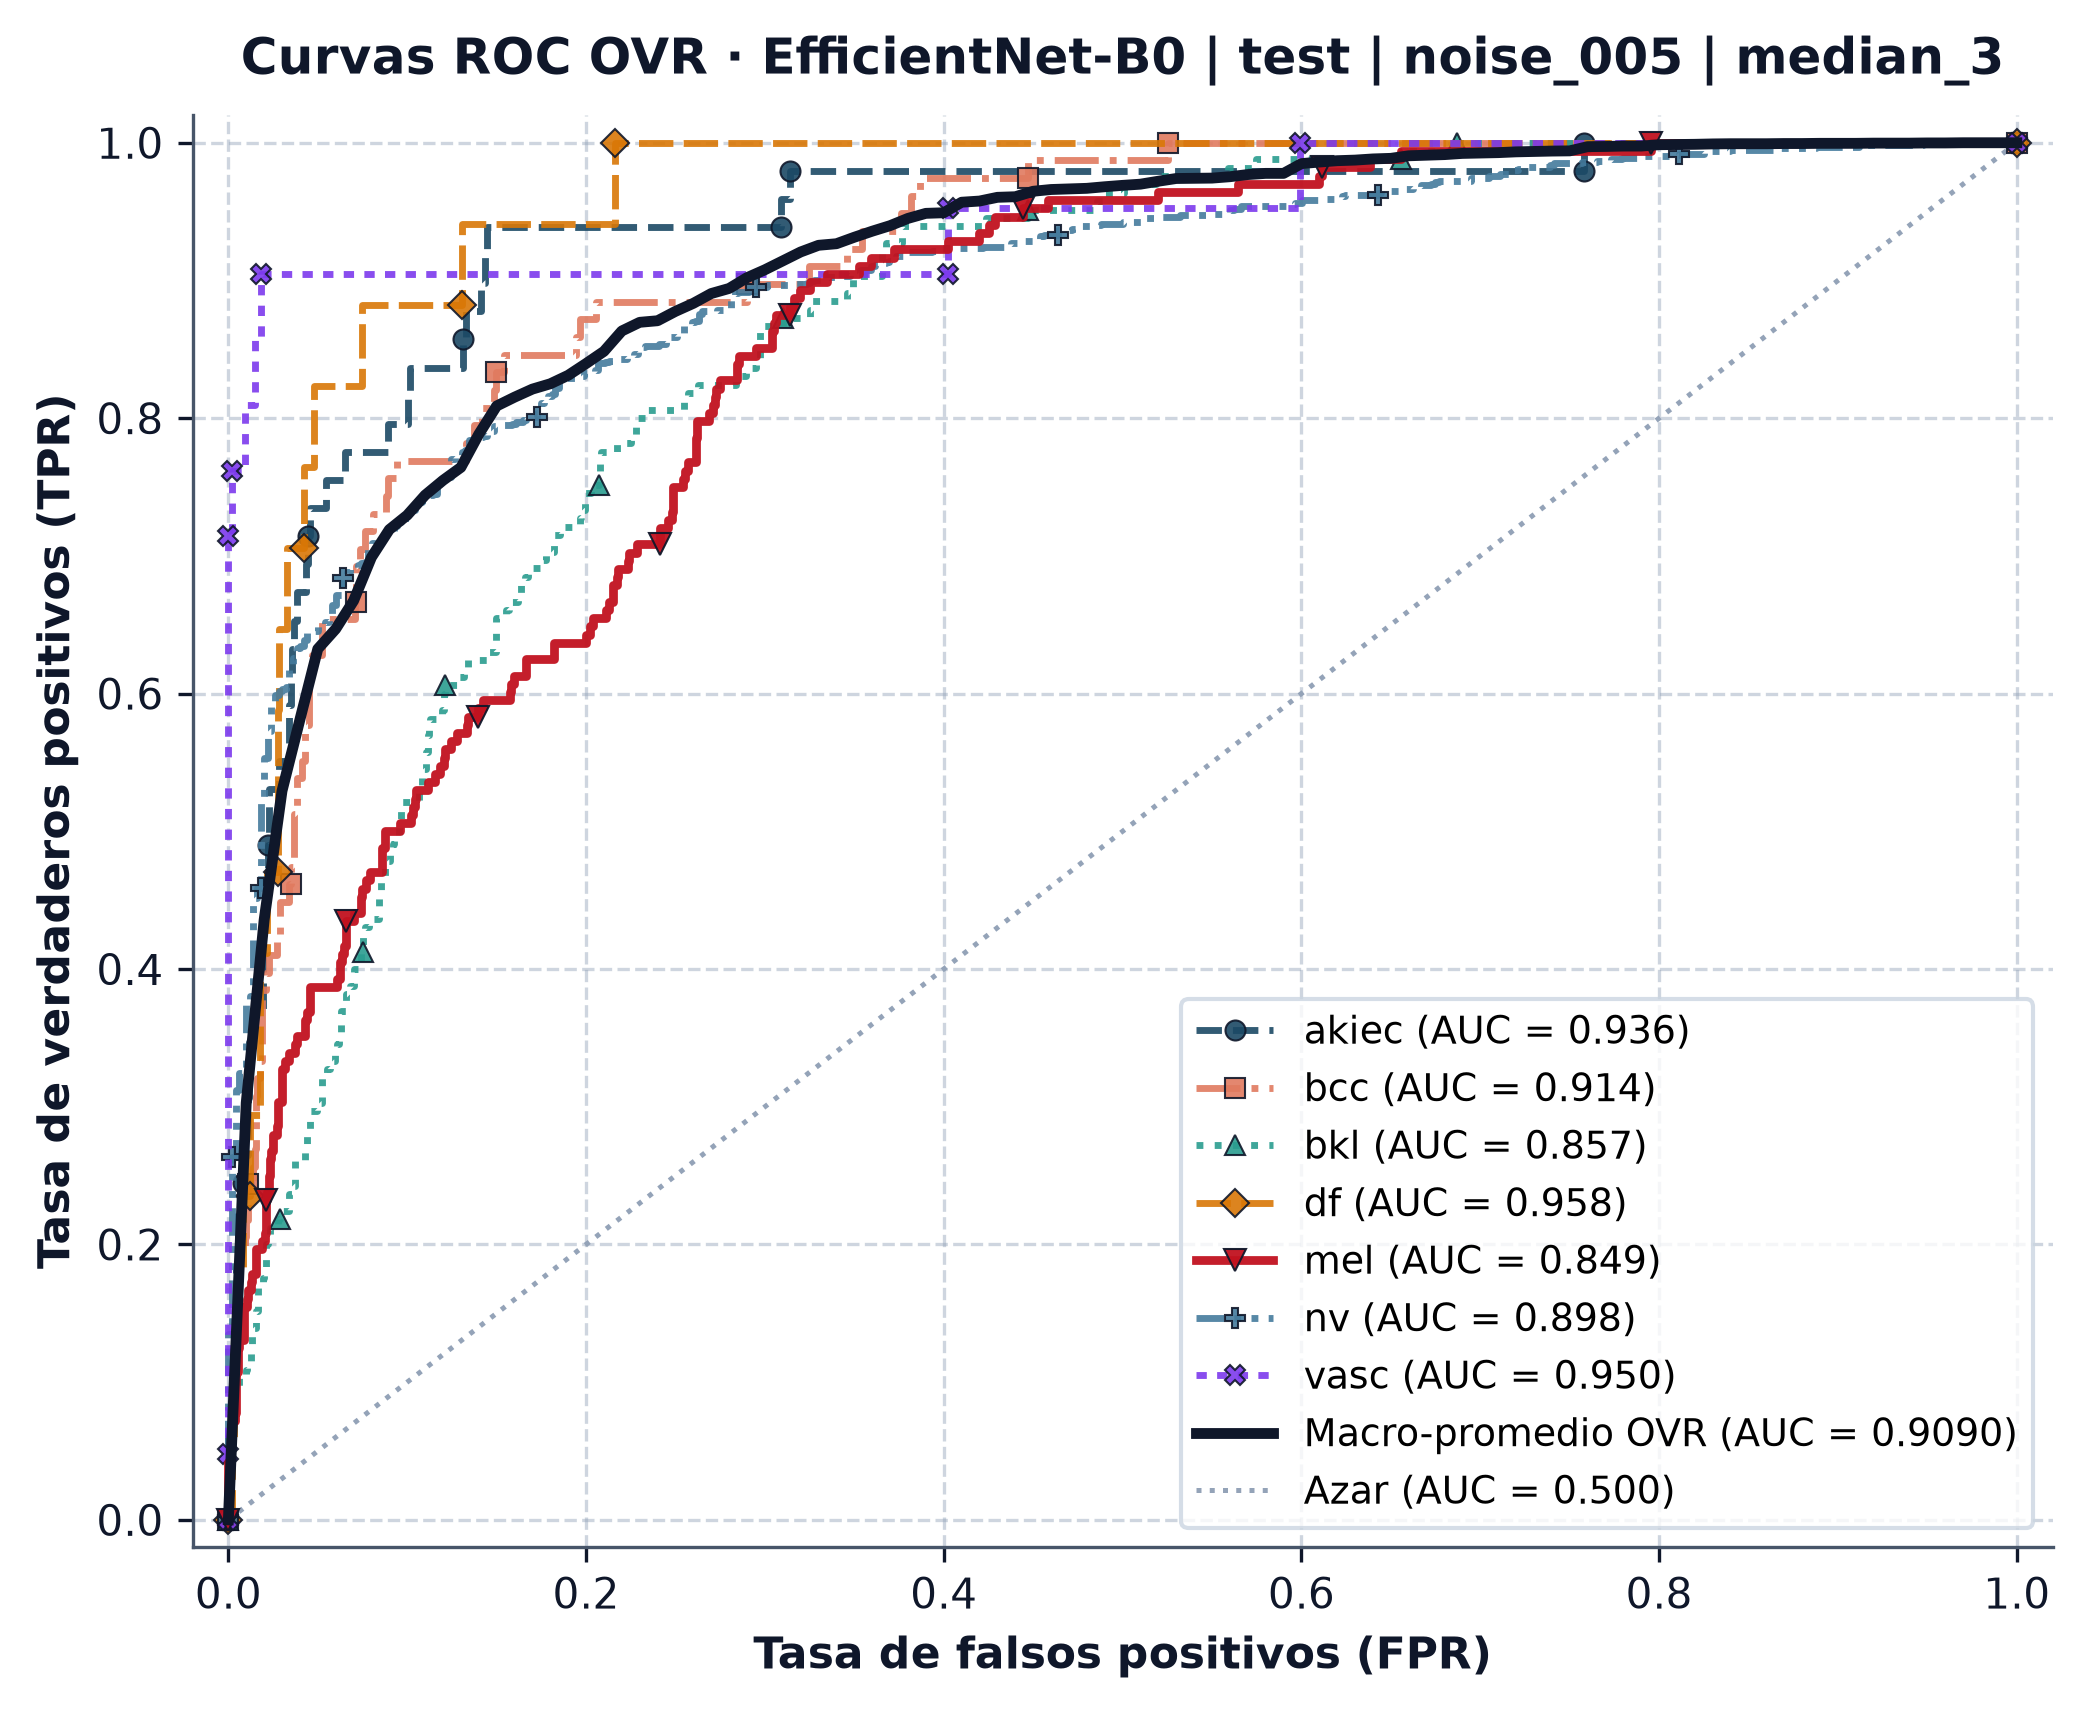 Curvas ROC OVR · EfficientNet-B0 | test | noise_005 | median_3
Tasa de verdaderos positivos (TPR)
1.0
0.8
0.6
0.4
0.2
0.0
akiec (AUC = 0.936)
bcc (AUC = 0.914)
bkl (AUC = 0.857)
df (AUC = 0.958)
mel (AUC = 0.849)
nv (AUC = 0.898)
vasc (AUC = 0.950)
Macro-promedio OVR (AUC = 0.9090)
Azar (AUC = 0.500)
0.0 0.2 0.4 0.6 0.8 1.0
Tasa de falsos positivos (FPR)